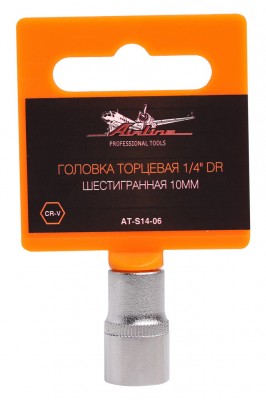 Airline
PROFESSIONAL TOOLS
ГОЛОВКА ТОРЦЕВАЯ 1/4" DR
ШЕСТИГРАННАЯ 10ММ
CR-V
AT-S14-06